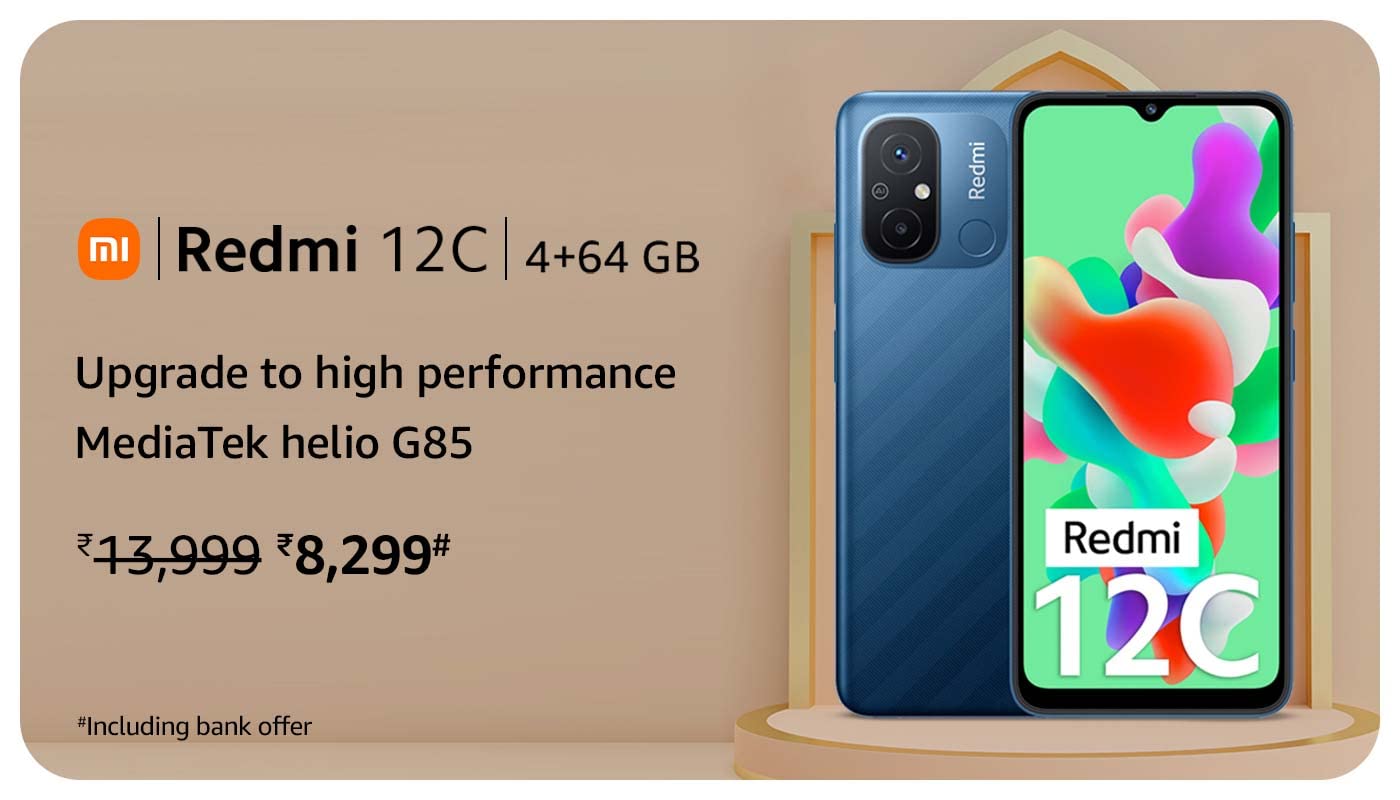 mi Redmi 12C 4+64 GB
Upgrade to high performance
MediaTek helio G85
₹13,999 ₹8,299#
#Including bank offer
AI
Redmi
Redmi
12C